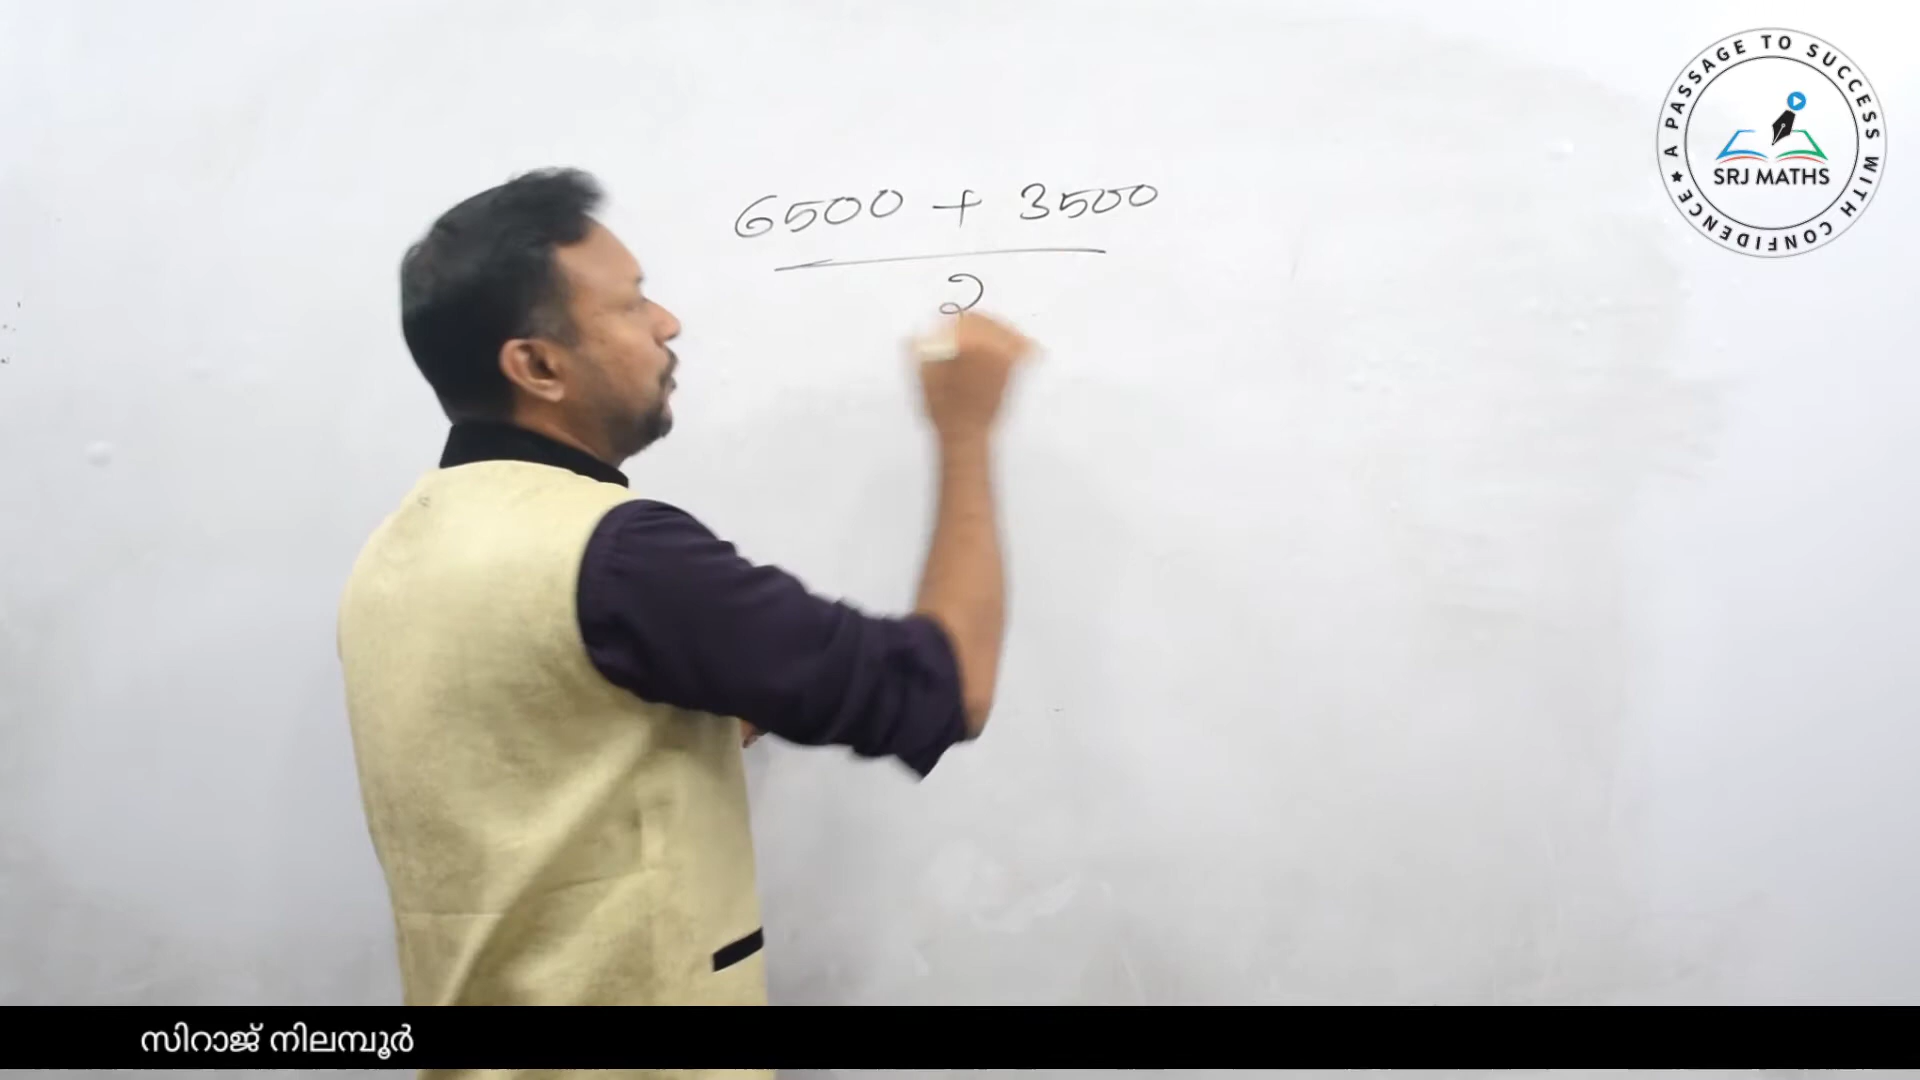 A PASSAGE TO SUCCESS WITH CONFIDENCE ★
SRJ MATHS
6500 + 3500
2
സിറാജ് നിലമ്പൂർ